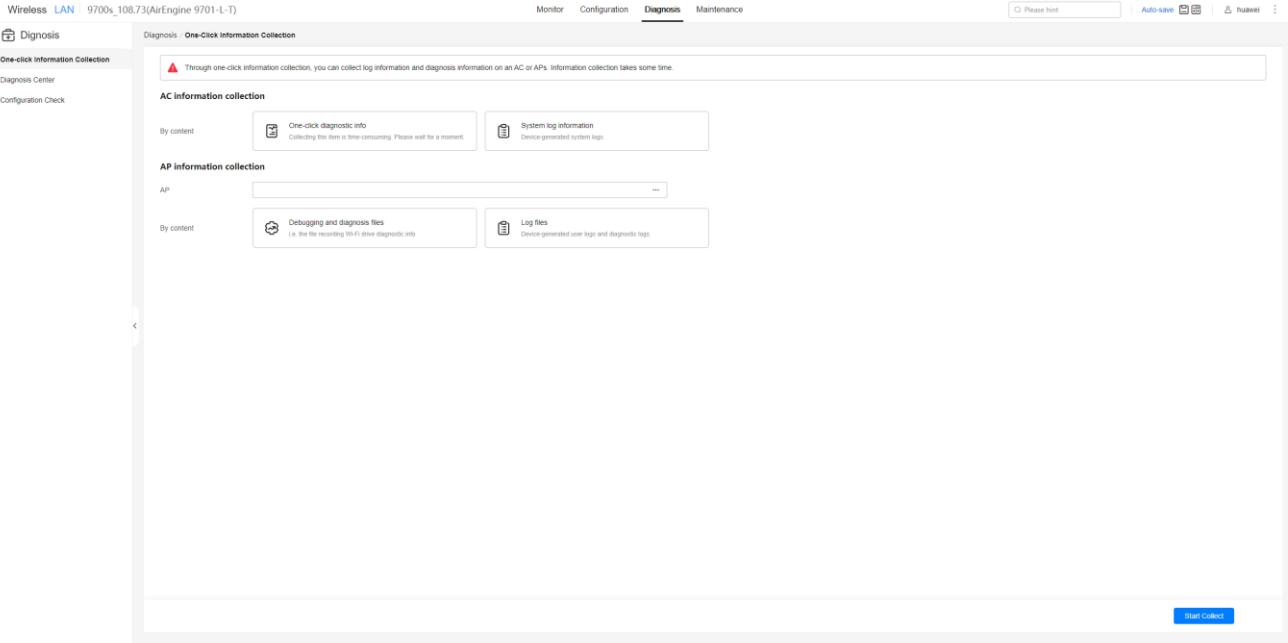 Wireless LAN 9700s_108.73(AirEngine 9701-L-T) Monitor Configuration Diagnosis Maintenance Please hint Auto-save huawei
Dignosis
Diagnosis / One-Click Information Collection
One-click Information Collection
Diagnosis Center
Configuration Check
Through one-click information collection, you can collect log information and diagnosis information on an AC or APs. Information collection takes some time.
AC information collection
By content
One-click diagnostic info
Collecting this item is time-consuming. Please wait for a moment.
System log information
Device-generated system logs.
AP information collection
AP ...
By content
Debugging and diagnosis files
i.e. the file recording Wi-Fi drive diagnostic info
Log files
Device-generated user logs and diagnostic logs.
Start Collect